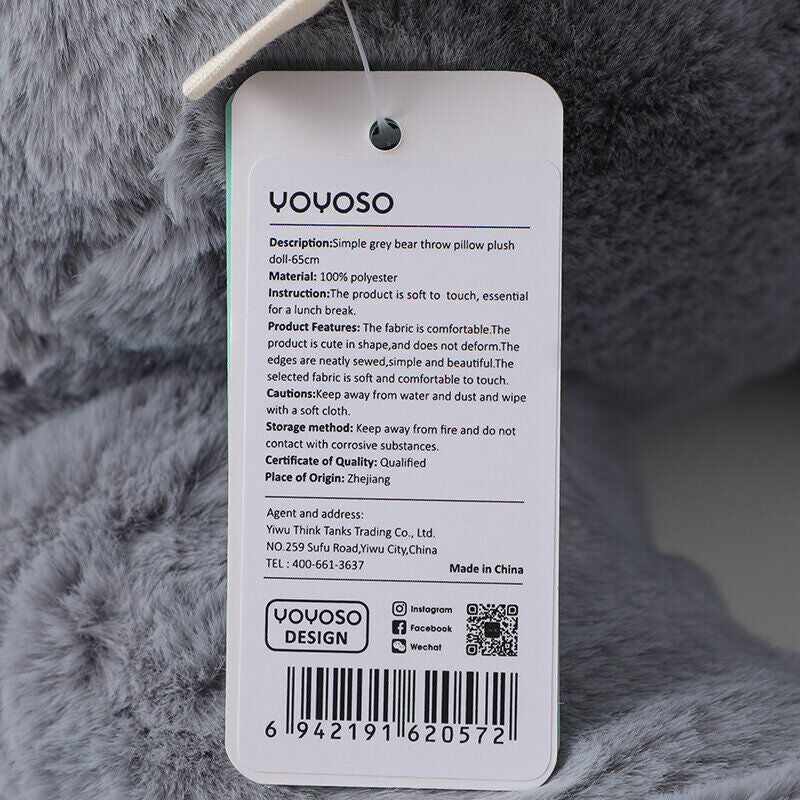 YOYOSO
Description:Simple grey bear throw pillow plush
doll-65cm
Material: 100% polyester
Instruction:The product is soft to touch, essential
for a lunch break.
Product Features: The fabric is comfortable.The
product is cute in shape,and does not deform.The
edges are neatly sewed,simple and beautiful.The
selected fabric is soft and comfortable to touch.
Cautions:Keep away from water and dust and wipe
with a soft cloth.
Storage method: Keep away from fire and do not
contact with corrosive substances.
Certificate of Quality: Qualified
Place of Origin: Zhejiang
Agent and address:
Yiwu Think Tanks Trading Co., Ltd.
NO.259 Sufu Road,Yiwu City,China
TEL : 400-661-3637
Made in China
YOYOSO
DESIGN
Instagram
Facebook
Wechat
6 942191 620572